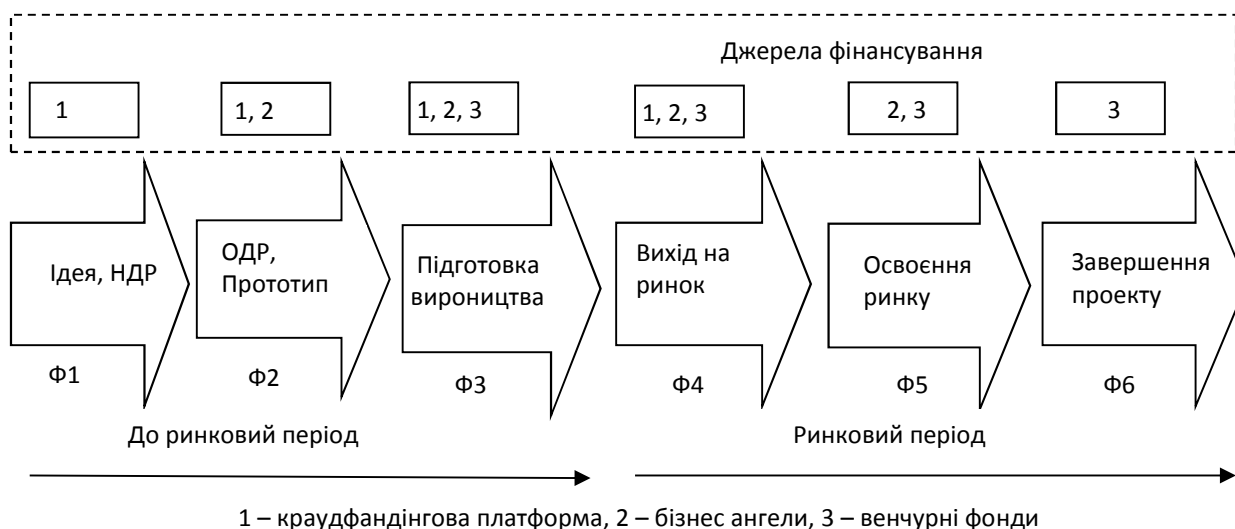 Джерела фінансування
1
1, 2
1, 2, 3
1, 2, 3
2, 3
3
Ідея, НДР
ОДР,
Прототип
Підготовка
вироництва
Вихід на
ринок
Освоєння
ринку
Завершення
проекту
Ф1
Ф2
Ф3
Ф4
Ф5
Ф6
До ринковий період
Ринковий період
1 – краудфандінгова платформа, 2 – бізнес ангели, 3 – венчурні фонди